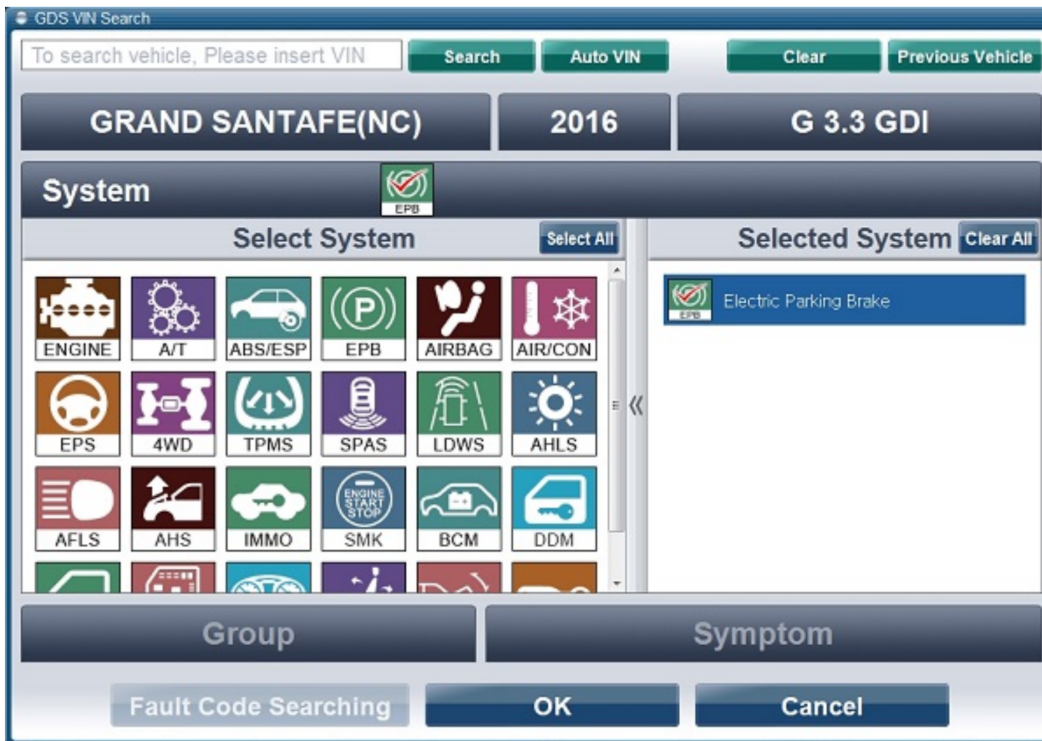 GDS VIN Search
To search vehicle, Please insert VIN Search Auto VIN Clear Previous Vehicle
GRAND SANTAFE(NC) 2016 G 3.3 GDI
System EPB
Select System Select All Selected System Clear All
EPB Electric Parking Brake
ENGINE A/T ABS/ESP EPB AIRBAG AIR/CON
EPS 4WD TPMS SPAS LDWS AHLS
ENGINE START STOP
AFLS AHS IMMO SMK BCM DDM
Group Symptom
Fault Code Searching OK Cancel